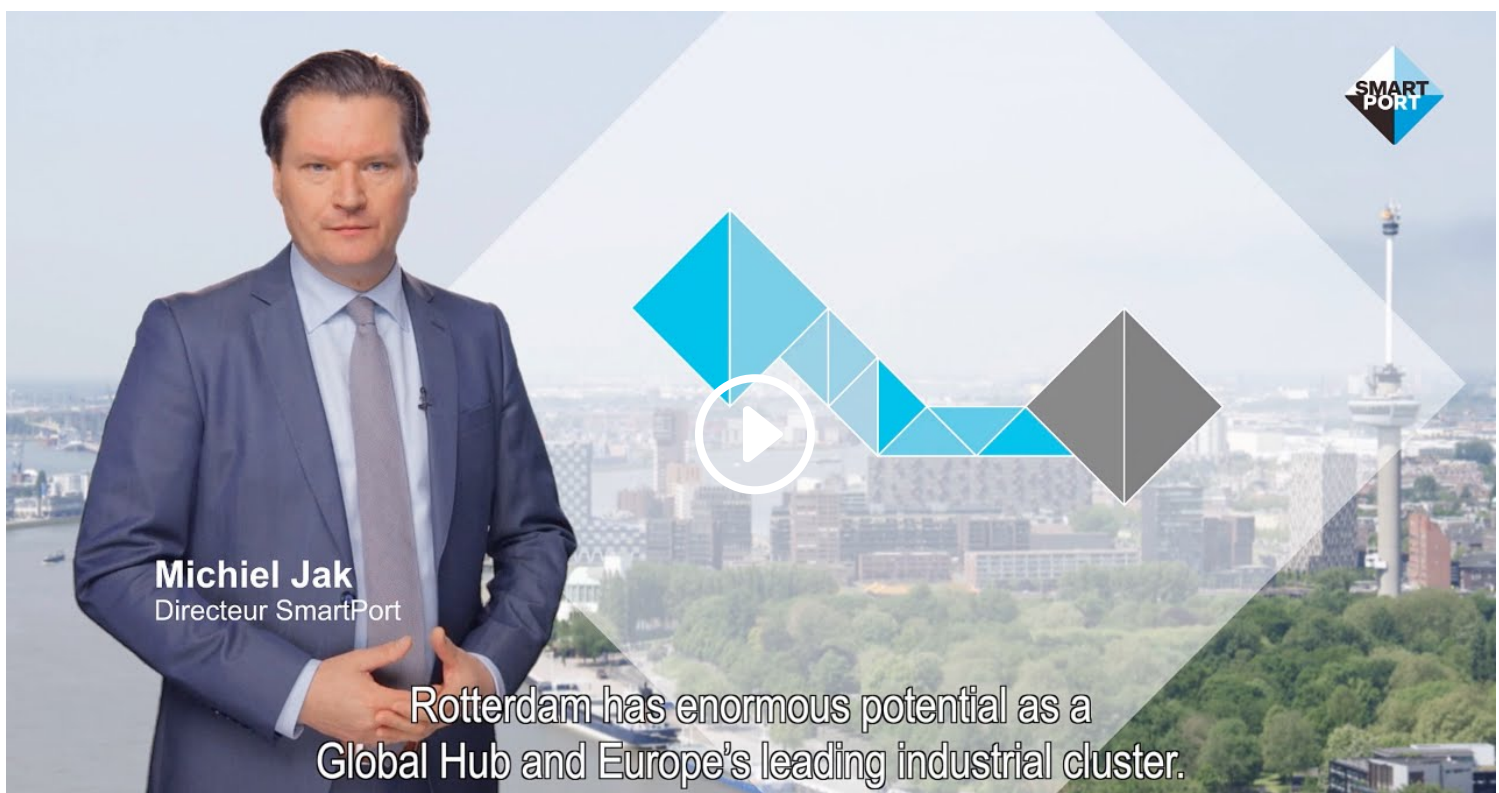 SMART
PORT
Michiel Jak
Directeur SmartPort
Rotterdam has enormous potential as a
Global Hub and Europe's leading industrial cluster.